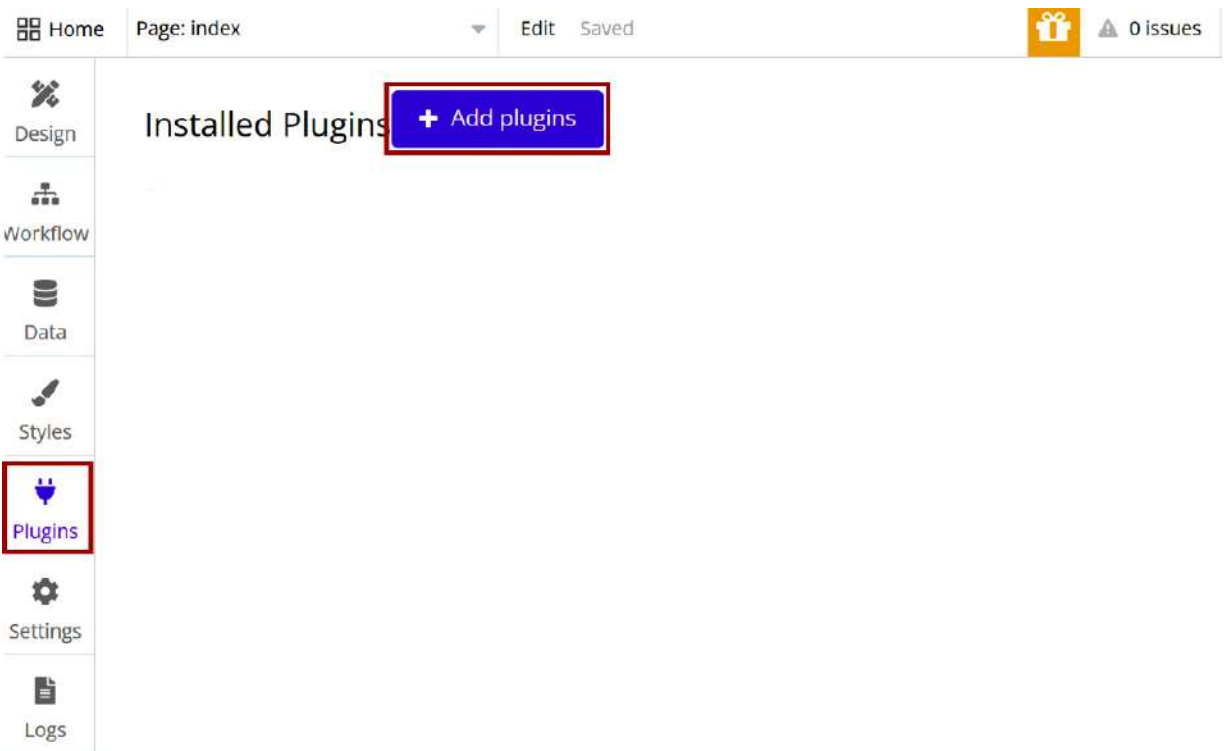 Home Page: index Edit Saved 0 issues
Installed Plugins + Add plugins
Design
Workflow
Data
Styles
Plugins
Settings
Logs